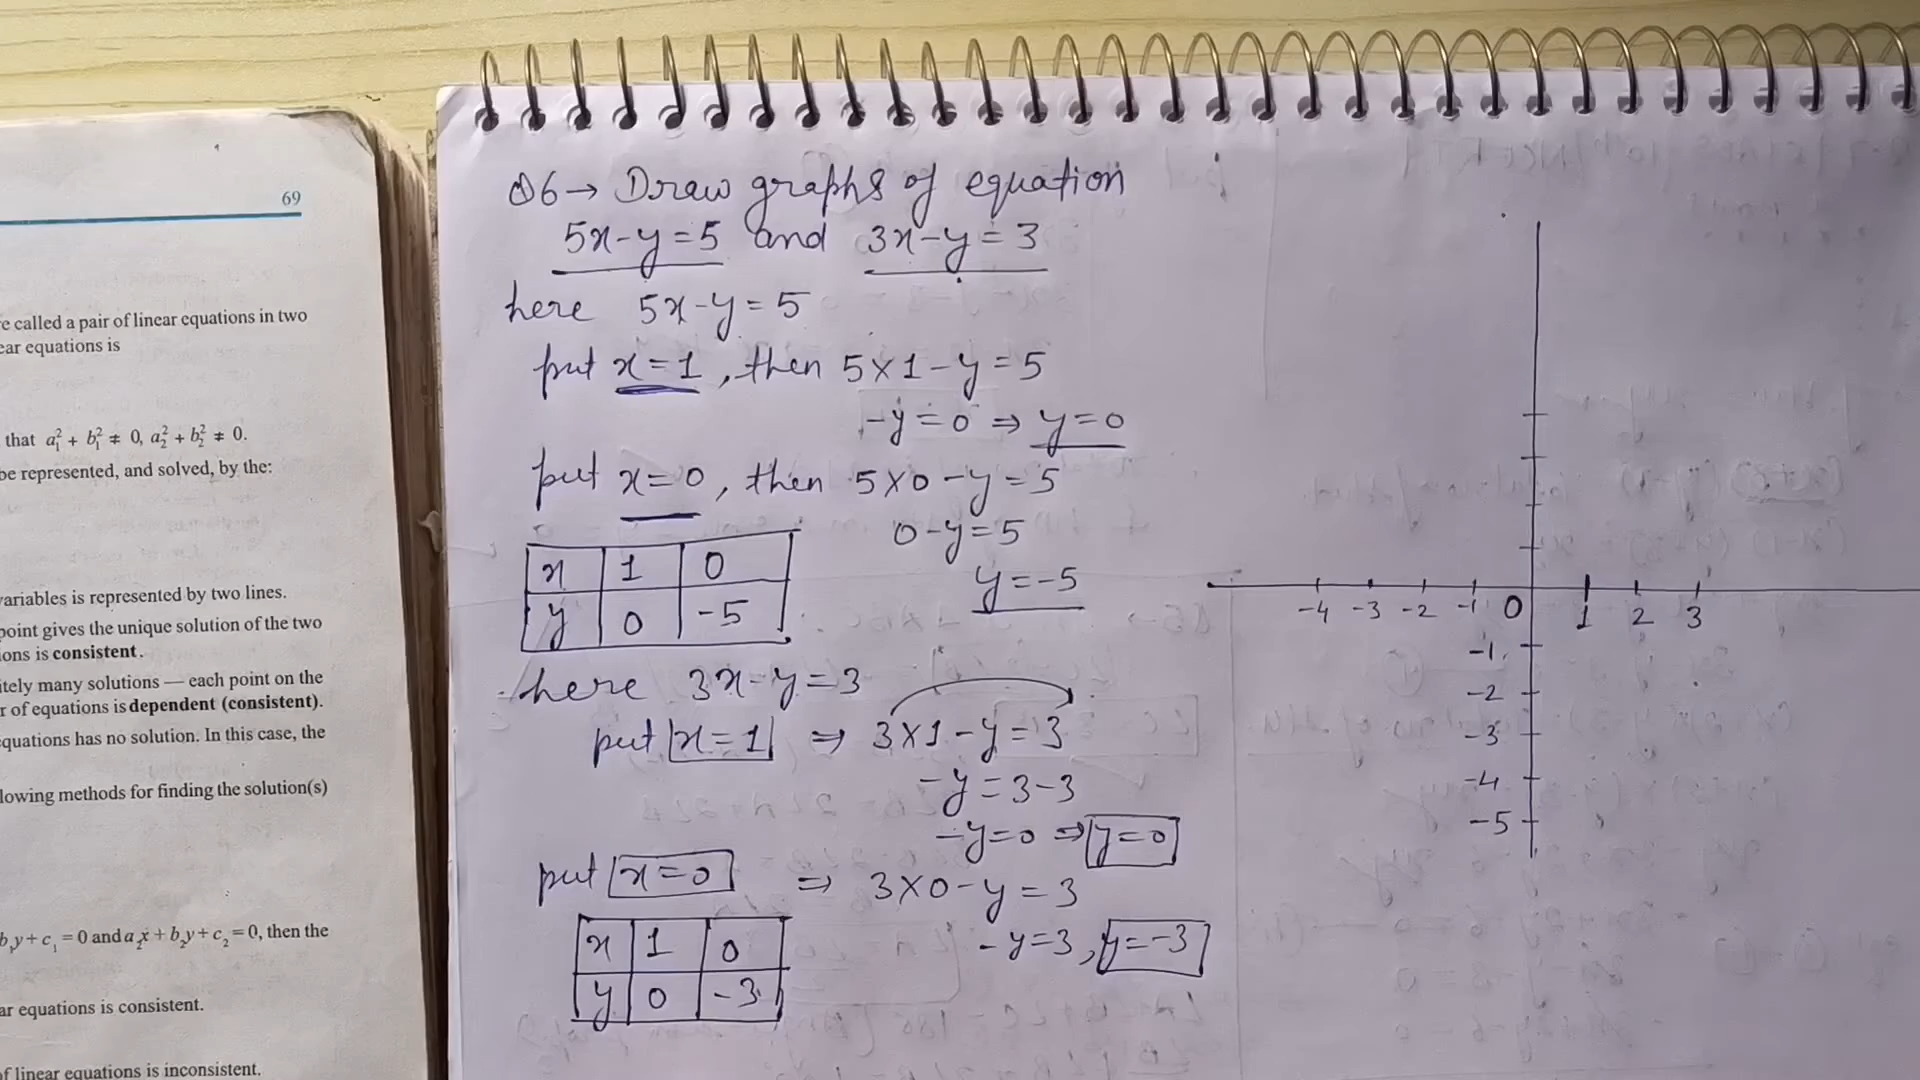 69
e called a pair of linear equations in two
ear equations is
that a₁² + b₁² ≠ 0, a₂² + b₂² ≠ 0.
be represented, and solved, by the:
variables is represented by two lines.
point gives the unique solution of the two
ions is consistent.
itely many solutions — each point on the
r of equations is dependent (consistent).
equations has no solution. In this case, the
lowing methods for finding the solution(s)
b₁y + c₁ = 0 and a₂x + b₂y + c₂ = 0, then the
ar equations is consistent.
of linear equations is inconsistent.
Q6→ Draw graphs of equation
5x-y=5 and 3x-y=3
here 5x-y=5
put x=1, then 5×1-y=5
-y=0 ⇒ y=0
put x=0, then 5×0-y=5
0-y=5
y=-5
x 1 0
y 0 -5
here 3x-y=3
put x=1 ⇒ 3×1-y=3
-y=3-3
-y=0 ⇒ y=0
put x=0 ⇒ 3×0-y=3
-y=3, y=-3
x 1 0
y 0 -3
-4 -3 -2 -1 0 1 2 3
-1
-2
-3
-4
-5